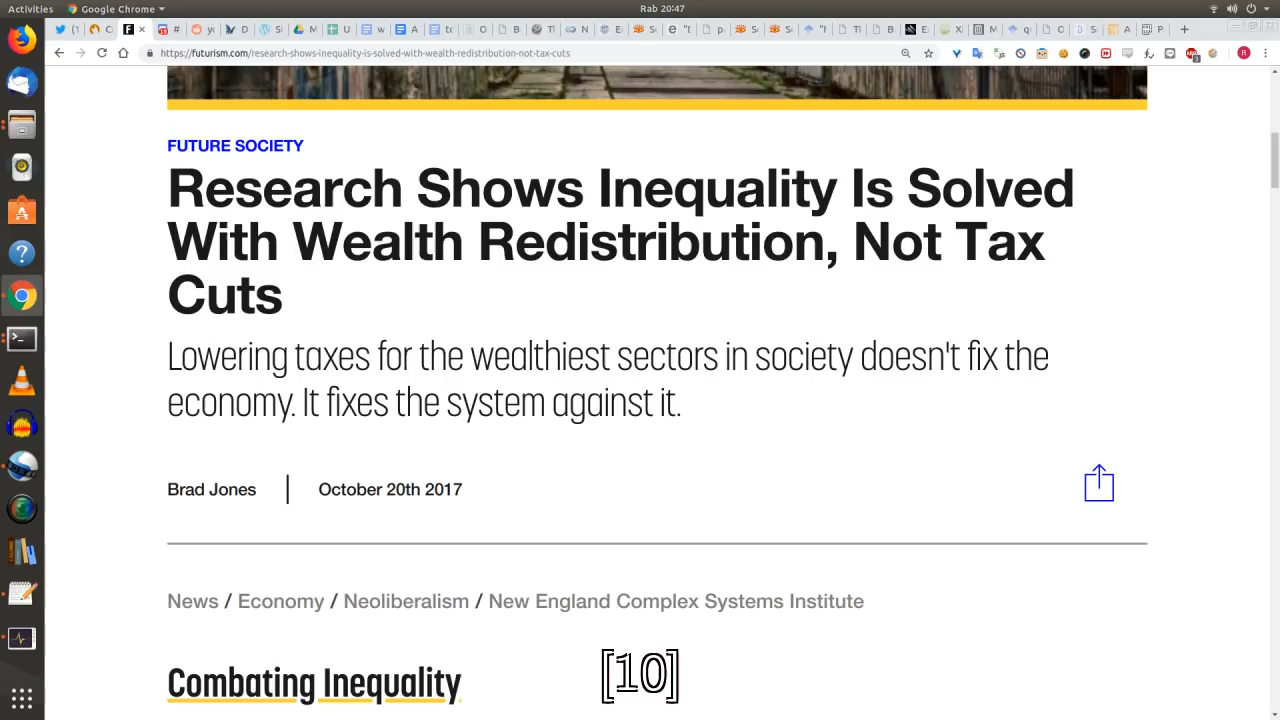 Activities Google Chrome Rab 20:47
https://futurism.com/research-shows-inequality-is-solved-with-wealth-redistribution-not-tax-cuts
FUTURE SOCIETY
Research Shows Inequality Is Solved
With Wealth Redistribution, Not Tax
Cuts
Lowering taxes for the wealthiest sectors in society doesn't fix the
economy. It fixes the system against it.
Brad Jones October 20th 2017
News / Economy / Neoliberalism / New England Complex Systems Institute
Combating Inequality
[10]